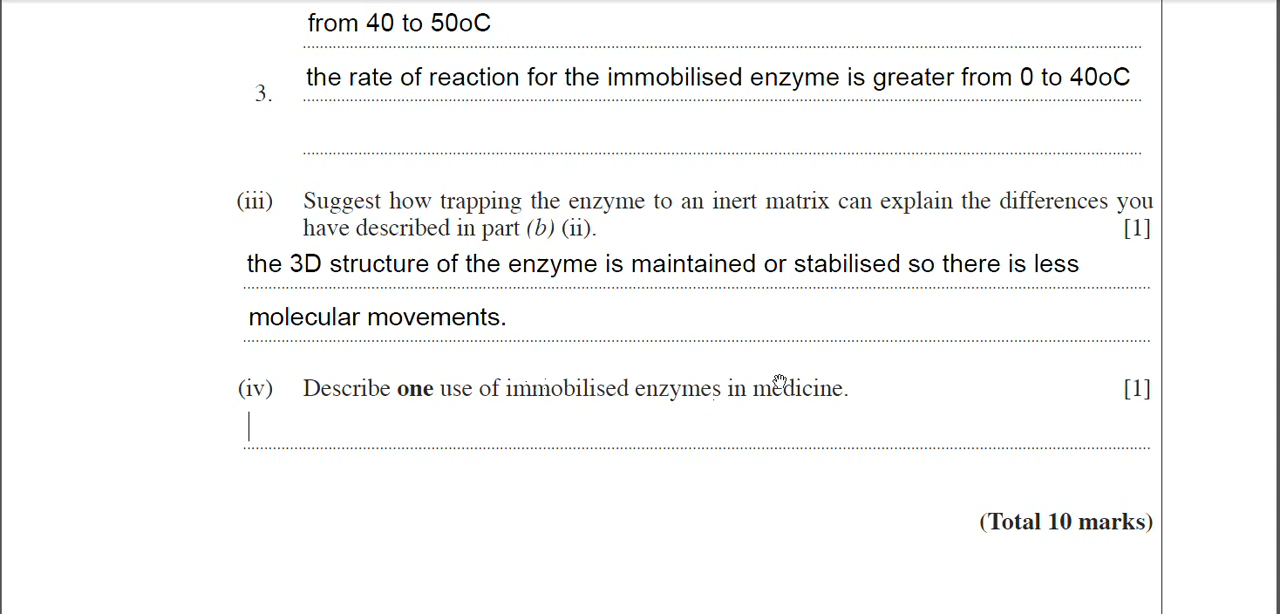 from 40 to 50oC
3. the rate of reaction for the immobilised enzyme is greater from 0 to 40oC
(iii) Suggest how trapping the enzyme to an inert matrix can explain the differences you
have described in part (b) (ii). [1]
the 3D structure of the enzyme is maintained or stabilised so there is less
molecular movements.
(iv) Describe one use of immobilised enzymes in medicine. [1]
(Total 10 marks)